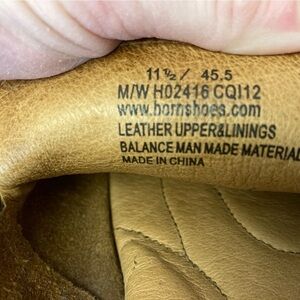 11½/ 45.5
M/W H02416 CQI12
www.bornshoes.com
LEATHER UPPER&LININGS
BALANCE MAN MADE MATERIAL
MADE IN CHINA